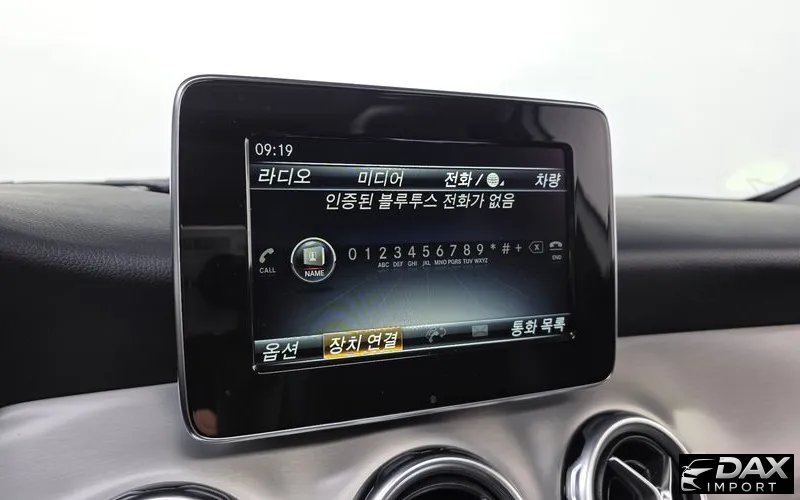 09:19
라디오 미디어 전화 / 차량
인증된 블루투스 전화가 없음
0 1 2 3 4 5 6 7 8 9 * # +
CALL NAME ABC DEF GHI JKL MNO PQRS TUV WXYZ END
옵션 장치 연결 통화 목록
DAX
IMPORT